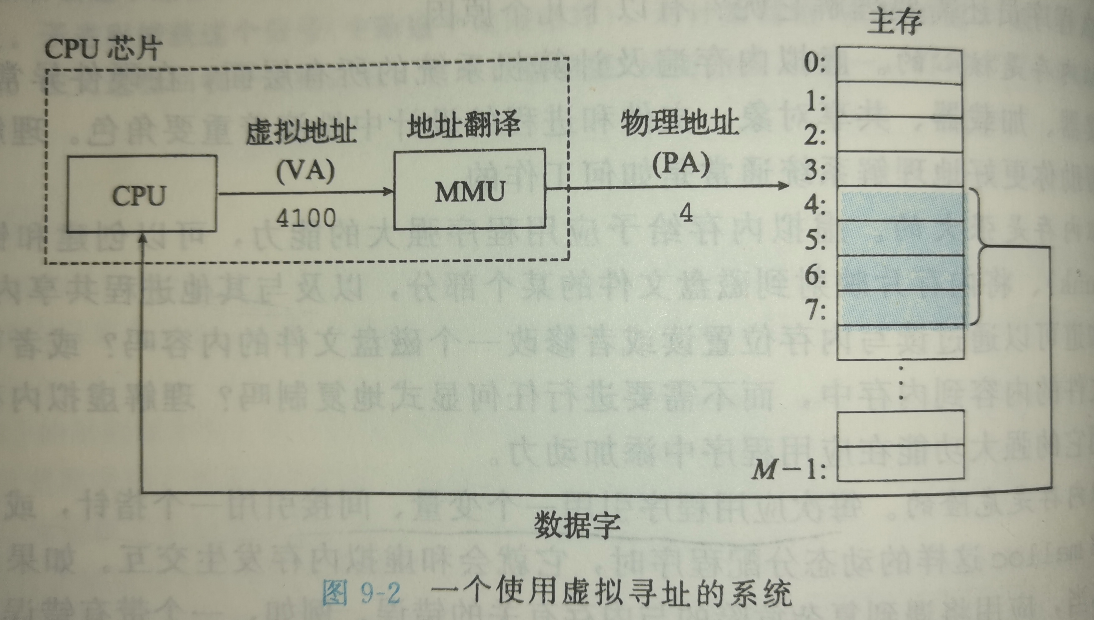 主存
CPU 芯片
0:
1:
2:
3:
4:
5:
6:
7:
M-1:
虚拟地址
(VA)
4100
地址翻译
物理地址
(PA)
4
CPU
MMU
数据字
图 9-2 一个使用虚拟寻址的系统